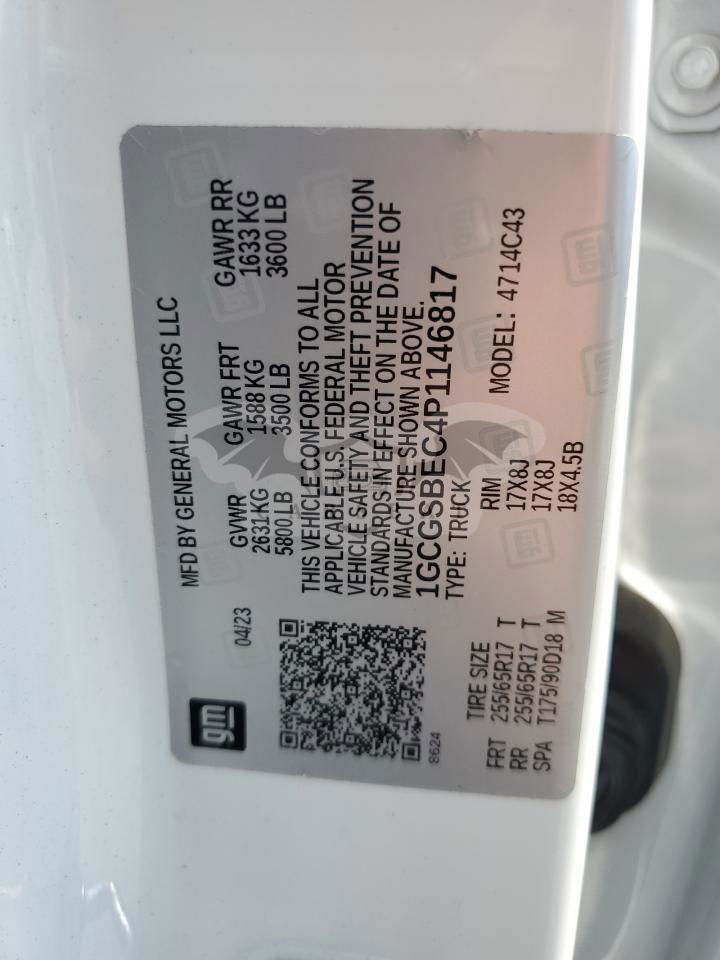 gm
04/23
MFD BY GENERAL MOTORS LLC
GVWR GAWR FRT GAWR RR
2631 KG 1588 KG 1633 KG
5800 LB 3500 LB 3600 LB
THIS VEHICLE CONFORMS TO ALL
APPLICABLE U.S. FEDERAL MOTOR
VEHICLE SAFETY AND THEFT PREVENTION
STANDARDS IN EFFECT ON THE DATE OF
MANUFACTURE SHOWN ABOVE.
1GCGSBEC4P1146817
TYPE: TRUCK MODEL: 4714C43
8624
TIRE SIZE RIM
FRT 255/65R17 T 17X8J
RR 255/65R17 T 17X8J
SPA T175/90D18 M 18X4.5B